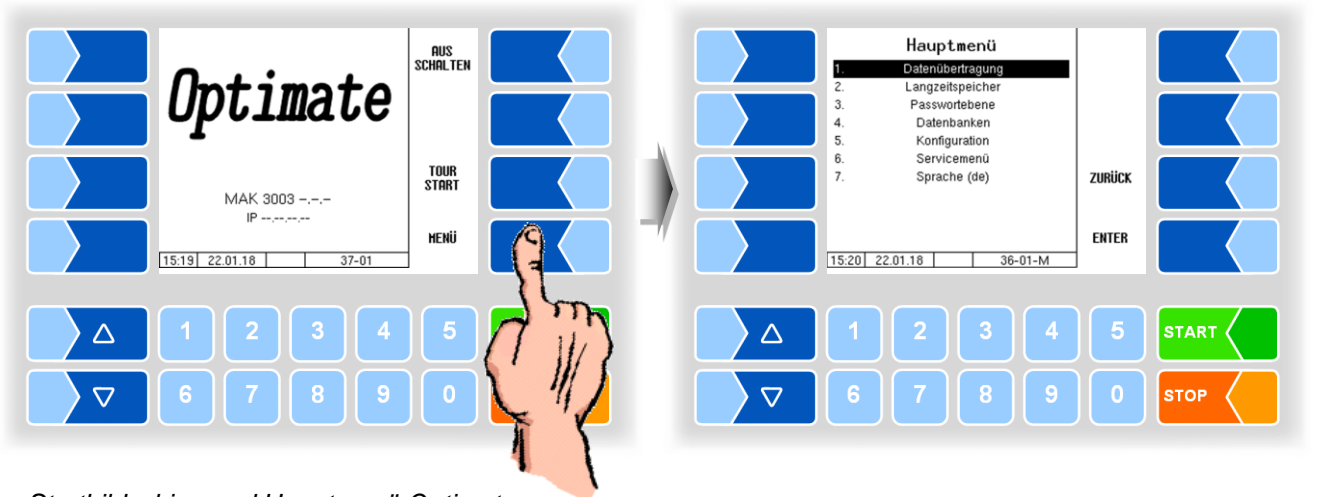 AUS
SCHALTEN
Optimate
TOUR
START
MAK 3003 -.-.-
IP --.--.--.--
MENÜ
15:19 22.01.18 37-01
1 2 3 4 5
6 7 8 9 0
Hauptmenü
1. Datenübertragung
2. Langzeitspeicher
3. Passwortebene
4. Datenbanken
5. Konfiguration
6. Servicemenü
7. Sprache (de)
ZURÜCK
ENTER
15:20 22.01.18 36-01-M
1 2 3 4 5 START
6 7 8 9 0 STOP